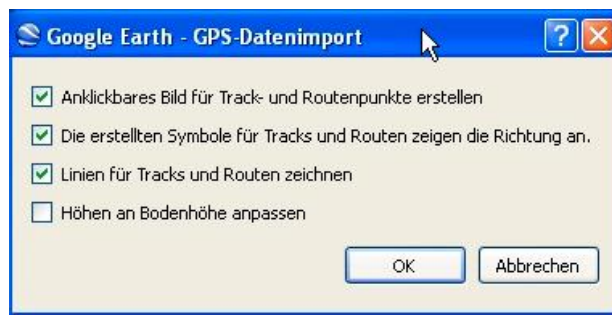 Google Earth - GPS-Datenimport
Anklickbares Bild für Track- und Routenpunkte erstellen
Die erstellten Symbole für Tracks und Routen zeigen die Richtung an.
Linien für Tracks und Routen zeichnen
Höhen an Bodenhöhe anpassen
OK Abbrechen